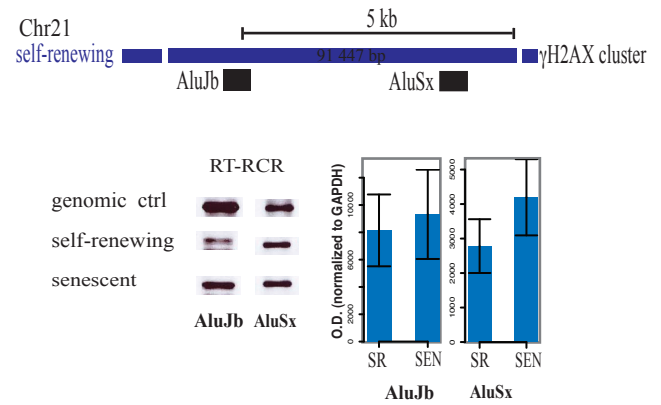 Chr21
5 kb
self-renewing
91 447 bp
γH2AX cluster
AluJb
AluSx
RT-RCR
genomic ctrl
self-renewing
senescent
AluJb AluSx
O.D. (normalized to GAPDH)
0 2000 6000 10000
SR SEN
AluJb
0 1000 2000 3000 4000 5000
SR SEN
AluSx